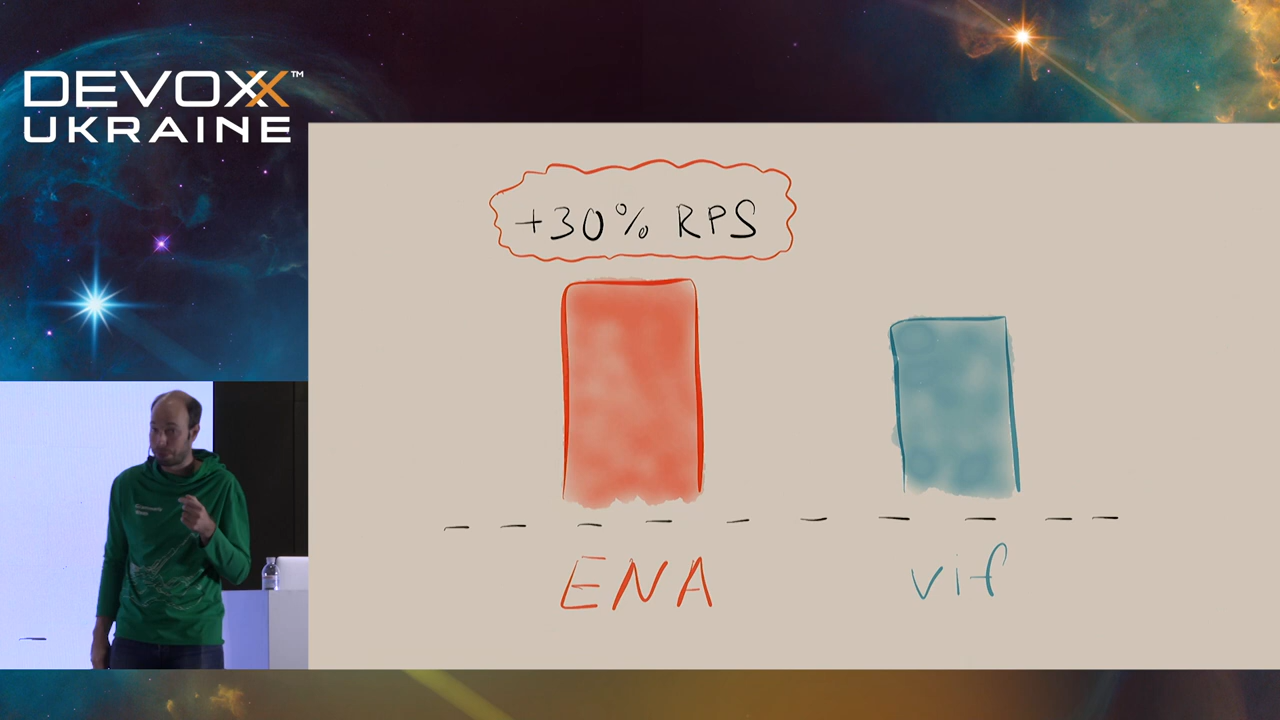 DEVOXX™
UKRAINE
+30% RPS
ENA
vif